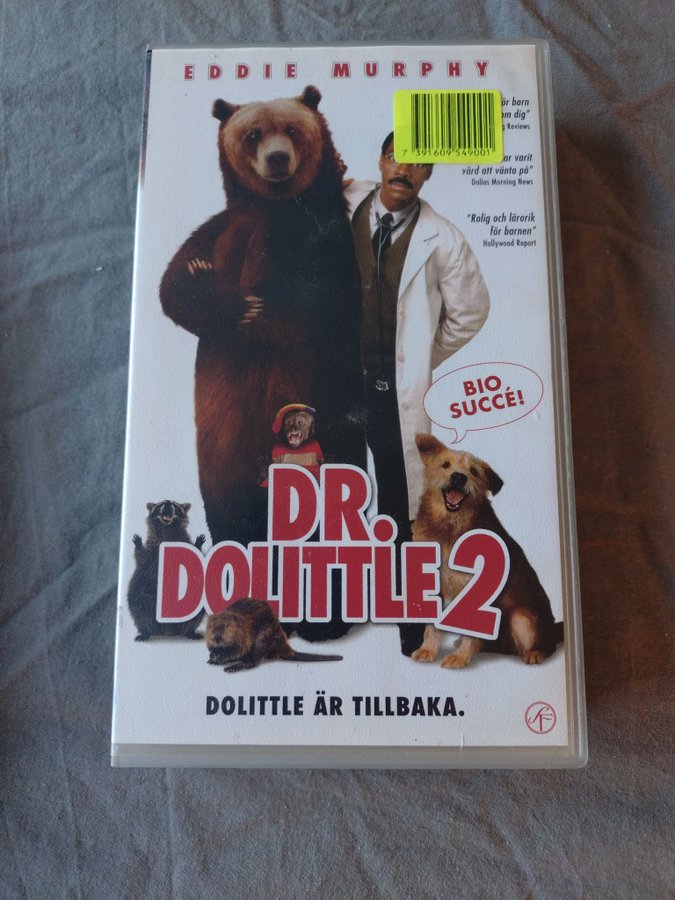 EDDIE MURPHY
ör barn
om dig"
g Reviews
7 391609 549001
ar varit
värd att vänta på"
Dallas Morning News
"Rolig och lärorik
för barnen"
Hollywood Report
BIO
SUCCÉ!
DR.
DOLITTLE 2
DOLITTLE ÄR TILLBAKA.
SF